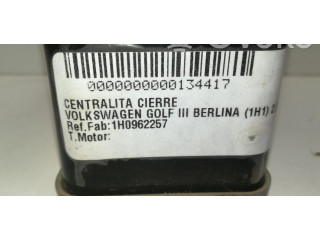 0000000000134417
CENTRALITA CIERRE
VOLKSWAGEN GOLF III BERLINA (1H1)
Ref.Fab:1H0962257
T.Motor: